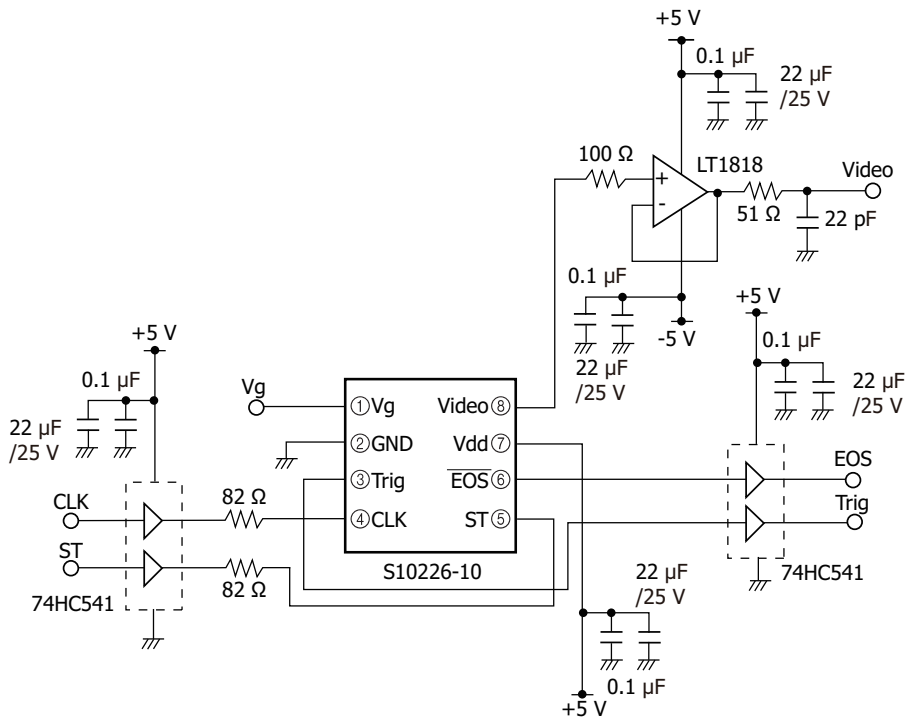 +5 V
0.1 µF
22 µF
/25 V
LT1818
100 Ω
+
-
51 Ω
Video
22 pF
0.1 µF
22 µF
/25 V
-5 V
+5 V
0.1 µF
22 µF
/25 V
+5 V
0.1 µF
22 µF
/25 V
Vg
①Vg
②GND
③Trig
④CLK
Video⑧
Vdd⑦
EOS⑥
ST⑤
S10226-10
CLK
82 Ω
ST
82 Ω
74HC541
EOS
Trig
74HC541
22 µF
/25 V
0.1 µF
+5 V